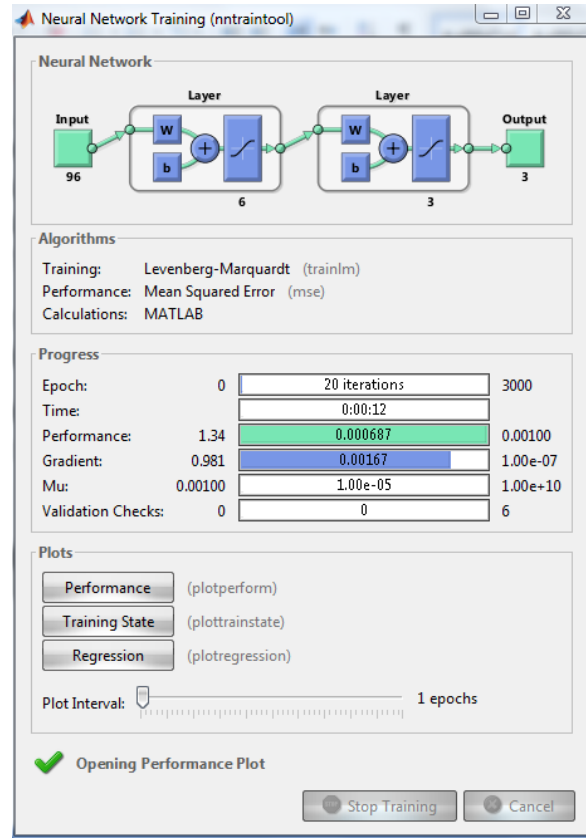 Neural Network Training (nntraintool)
Neural Network
Layer Layer
Input Output
W W
b b
96 6 3 3
Algorithms
Training: Levenberg-Marquardt (trainlm)
Performance: Mean Squared Error (mse)
Calculations: MATLAB
Progress
Epoch: 0 20 iterations 3000
Time: 0:00:12
Performance: 1.34 0.000687 0.00100
Gradient: 0.981 0.00167 1.00e-07
Mu: 0.00100 1.00e-05 1.00e+10
Validation Checks: 0 0 6
Plots
Performance (plotperform)
Training State (plottrainstate)
Regression (plotregression)
Plot Interval: 1 epochs
Opening Performance Plot
Stop Training Cancel